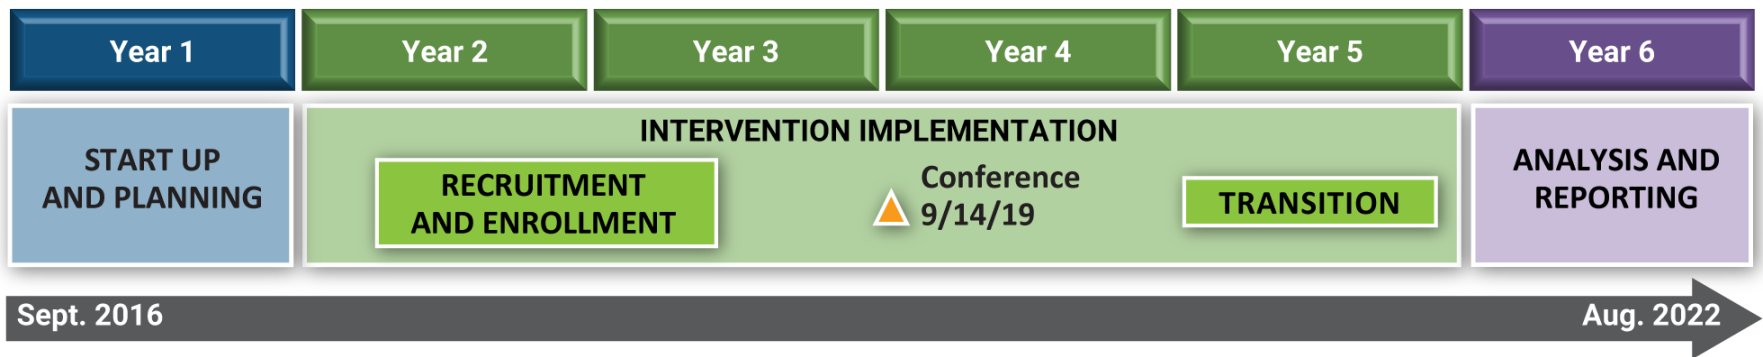 Year 1
Year 2
Year 3
Year 4
Year 5
Year 6
START UP
AND PLANNING
INTERVENTION IMPLEMENTATION
RECRUITMENT
AND ENROLLMENT
Conference
9/14/19
TRANSITION
ANALYSIS AND
REPORTING
Sept. 2016
Aug. 2022